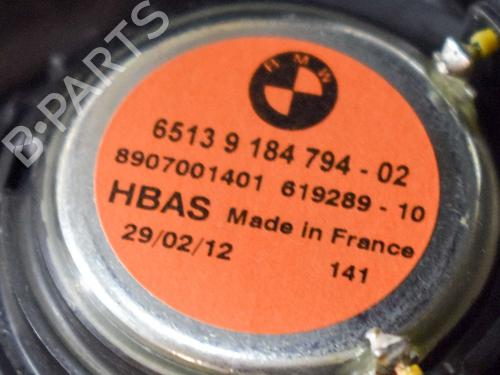 B-PARTS
BMW
6513 9 184 794 - 02
8907001401 619289 - 10
HBAS Made in France
29/02/12 141